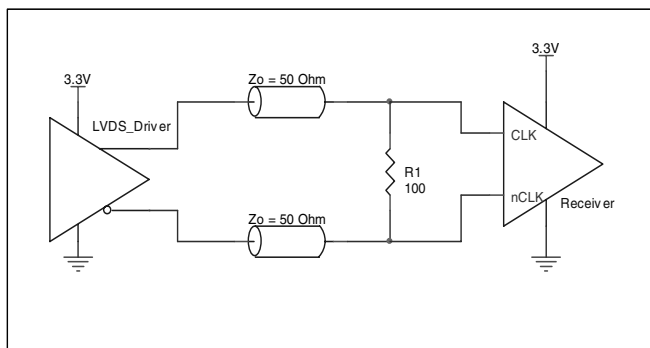 3.3V
LVDS_Driver
Zo = 50 Ohm
Zo = 50 Ohm
R1
100
3.3V
CLK
nCLK
Receiver